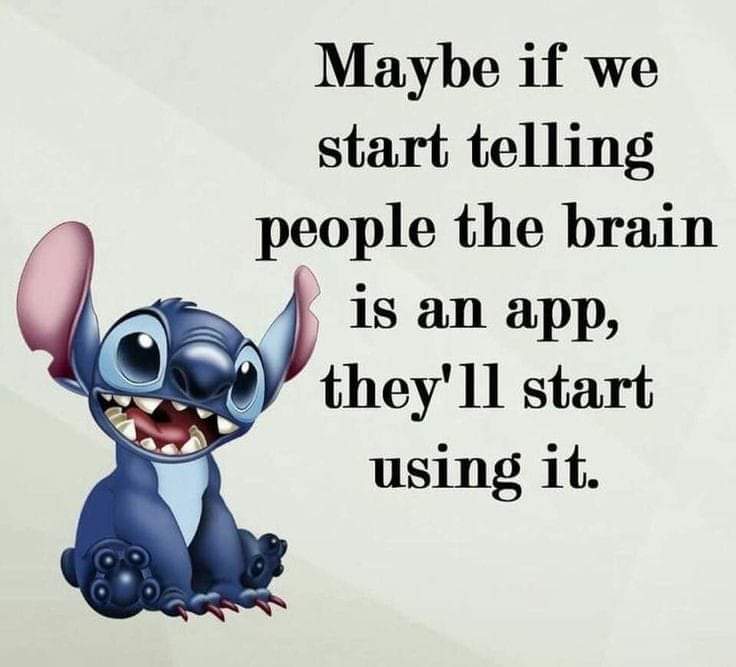 Maybe if we
start telling
people the brain
is an app,
they'll start
using it.